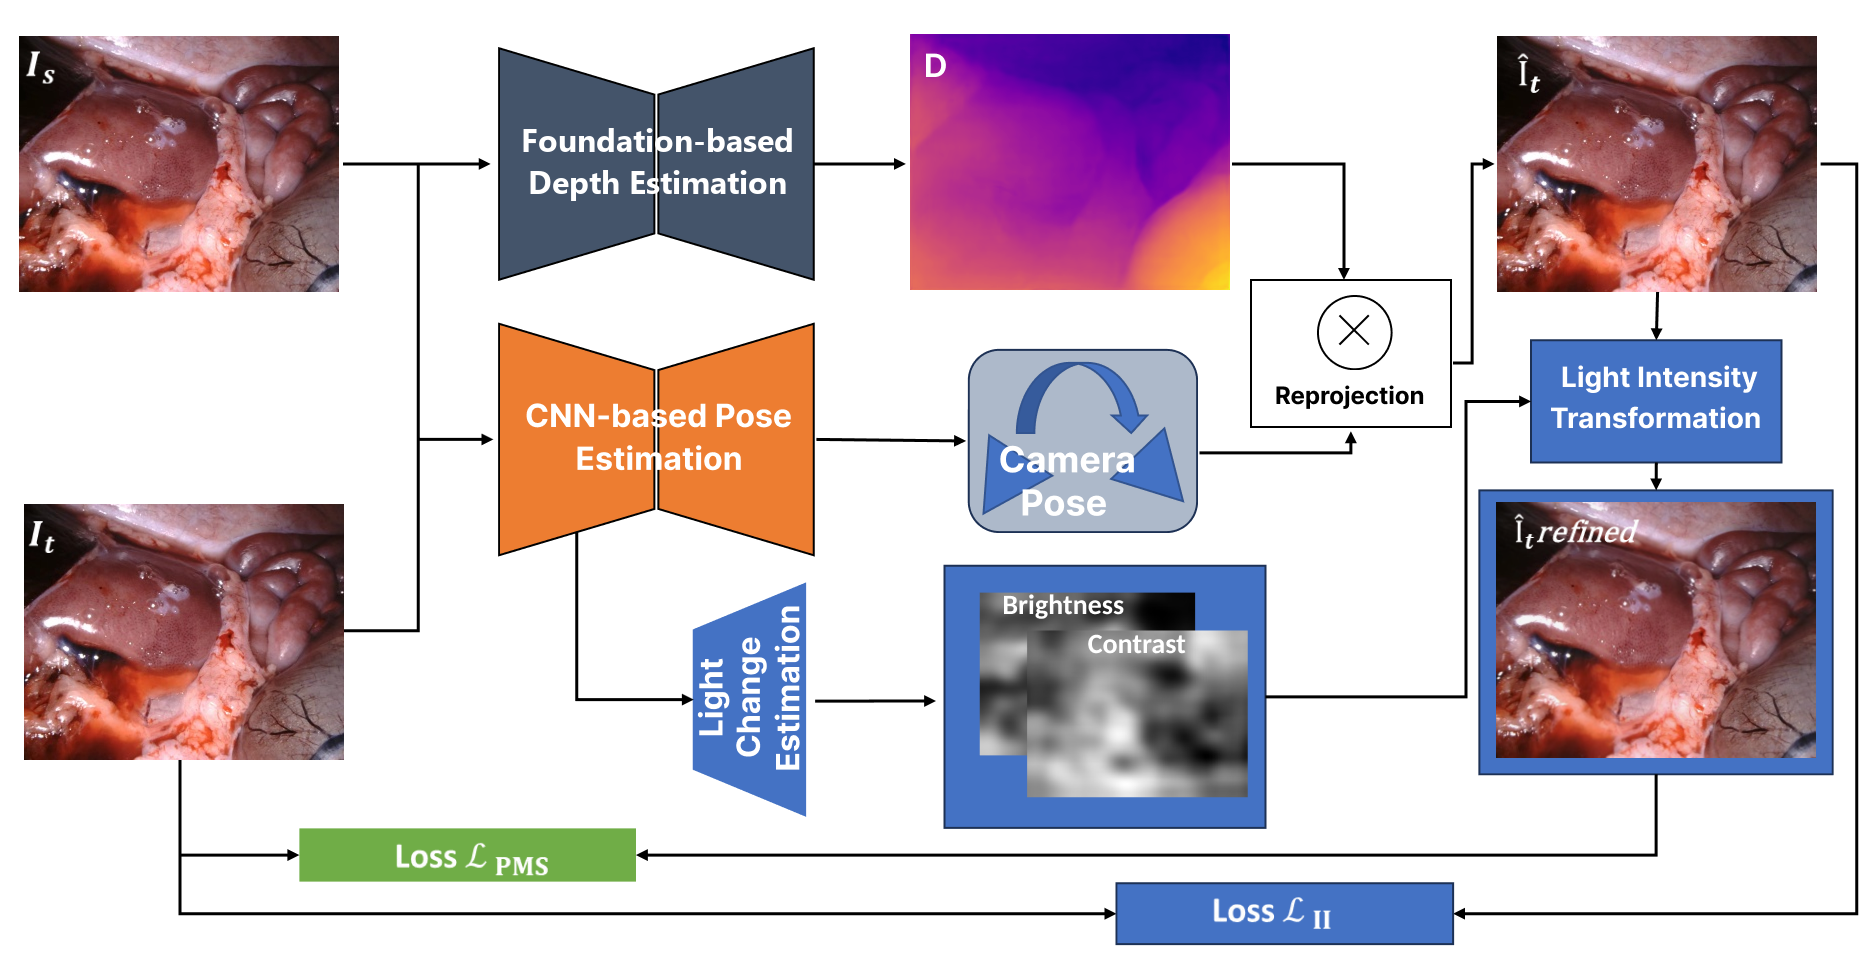 I_s
Foundation-based
Depth Estimation
D
Î_t
Reprojection
Light Intensity
Transformation
CNN-based Pose
Estimation
Camera
Pose
I_t
Î_t refined
Light
Change
Estimation
Brightness
Contrast
Loss ℒ PMS
Loss ℒ II